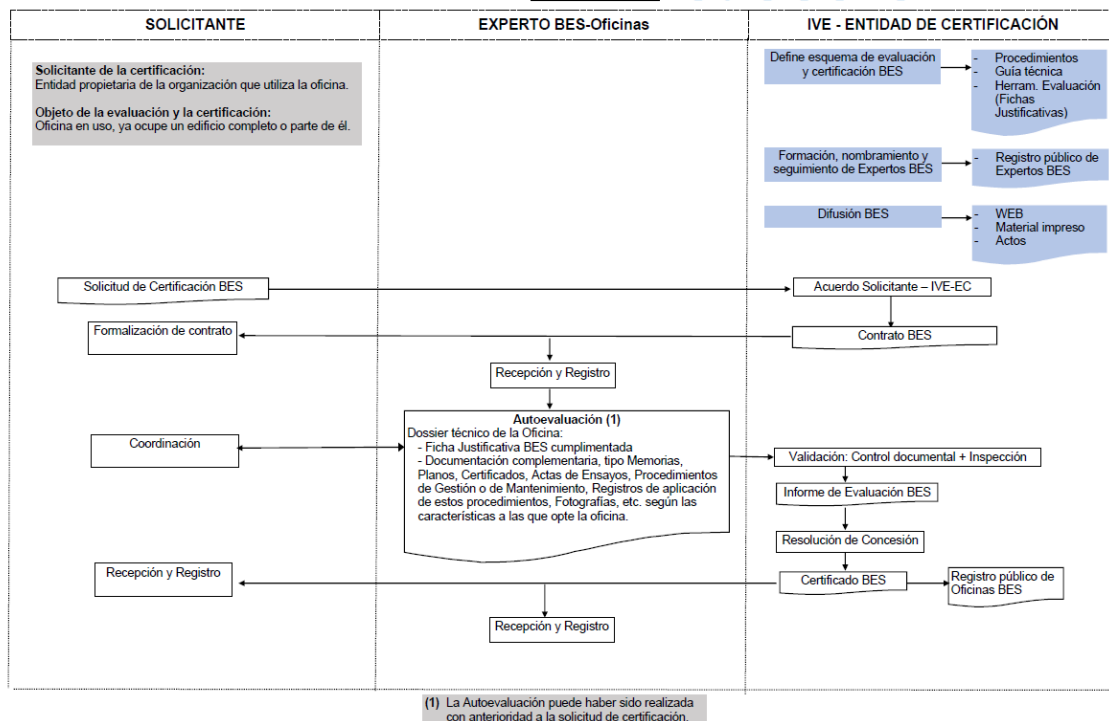 SOLICITANTE
EXPERTO BES-Oficinas
IVE - ENTIDAD DE CERTIFICACIÓN
Solicitante de la certificación:
Entidad propietaria de la organización que utiliza la oficina.
Objeto de la evaluación y la certificación:
Oficina en uso, ya ocupe un edificio completo o parte de él.
Define esquema de evaluación
y certificación BES
- Procedimientos
- Guía técnica
- Herram. Evaluación
(Fichas
Justificativas)
Formación, nombramiento y
seguimiento de Expertos BES
- Registro público de
Expertos BES
Difusión BES
- WEB
- Material impreso
- Actos
Solicitud de Certificación BES
Acuerdo Solicitante – IVE-EC
Formalización de contrato
Contrato BES
Recepción y Registro
Autoevaluación (1)
Dossier técnico de la Oficina:
- Ficha Justificativa BES cumplimentada
- Documentación complementaria, tipo Memorias,
Planos, Certificados, Actas de Ensayos, Procedimientos
de Gestión o de Mantenimiento, Registros de aplicación
de estos procedimientos, Fotografías, etc. según las
características a las que opte la oficina.
Coordinación
Validación: Control documental + Inspección
Informe de Evaluación BES
Resolución de Concesión
Recepción y Registro
Certificado BES
Registro público de
Oficinas BES
Recepción y Registro
(1) La Autoevaluación puede haber sido realizada
con anterioridad a la solicitud de certificación.